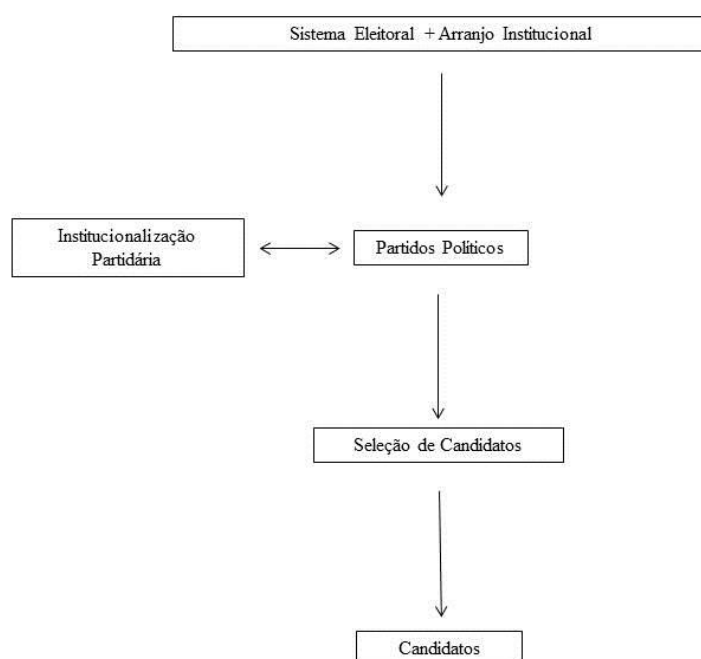 Sistema Eleitoral + Arranjo Institucional
Institucionalização
Partidária
Partidos Políticos
Seleção de Candidatos
Candidatos